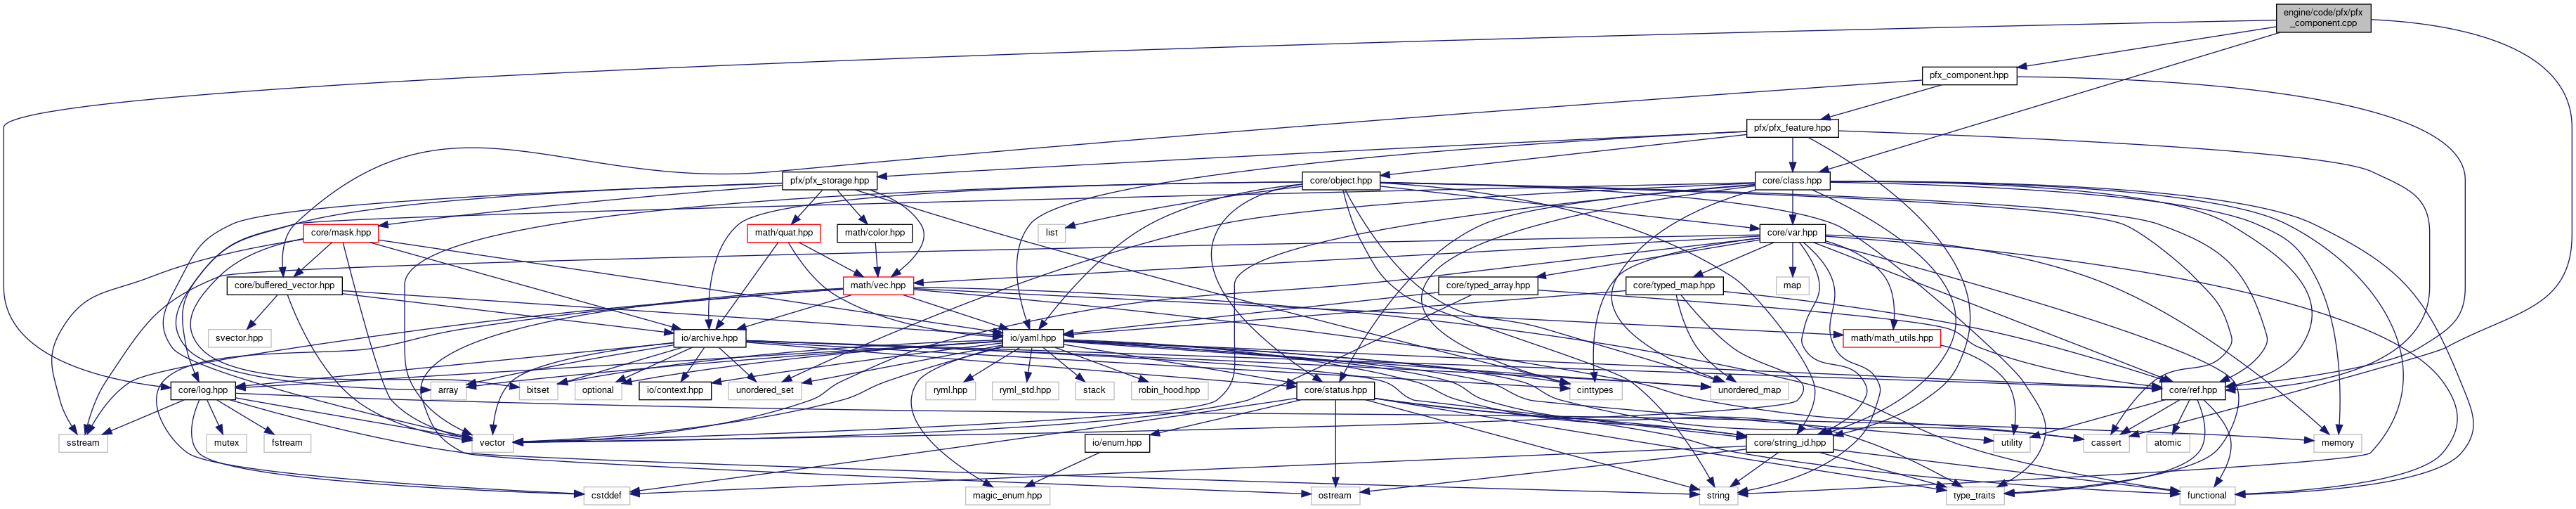 engine/code/pfx/pfx
_component.cpp
pfx_component.hpp
pfx/pfx_feature.hpp
pfx/pfx_storage.hpp
core/object.hpp
core/class.hpp
core/mask.hpp
math/quat.hpp
math/color.hpp
list
core/var.hpp
core/buffered_vector.hpp
math/vec.hpp
core/typed_array.hpp
core/typed_map.hpp
map
svector.hpp
io/archive.hpp
io/yaml.hpp
math/math_utils.hpp
core/log.hpp
array
bitset
optional
io/context.hpp
unordered_set
ryml.hpp
ryml_std.hpp
stack
robin_hood.hpp
core/status.hpp
cinttypes
unordered_map
core/ref.hpp
sstream
mutex
fstream
vector
io/enum.hpp
core/string_id.hpp
utility
cassert
atomic
memory
cstddef
magic_enum.hpp
ostream
string
type_traits
functional